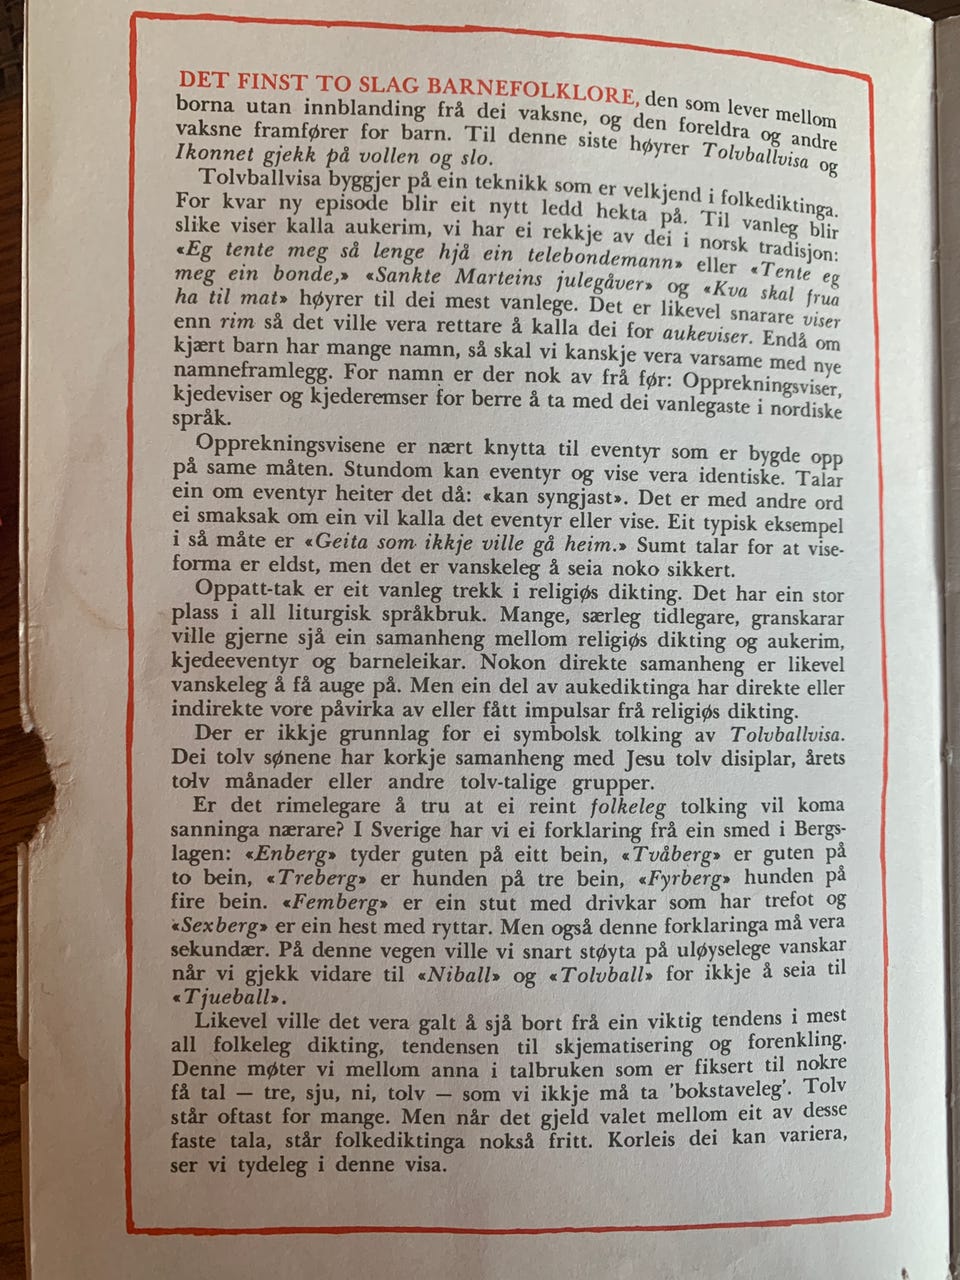 DET FINST TO SLAG BARNEFOLKLORE, den som lever mellom
borna utan innblanding frå dei vaksne, og den foreldra og andre
vaksne framfører for barn. Til denne siste høyrer Tolvballvisa og
Ikonnet gjekk på vollen og slo.
Tolvballvisa byggjer på ein teknikk som er velkjend i folkediktinga.
For kvar ny episode blir eit nytt ledd hekta på. Til vanleg blir
slike viser kalla aukerim, vi har ei rekkje av dei i norsk tradisjon:
«Eg tente meg så lenge hjå ein telebondemann» eller «Tente eg
meg ein bonde,» «Sankte Marteins julegåver» og «Kva skal frua
ha til mat» høyrer til dei mest vanlege. Det er likevel snarare viser
enn rim så det ville vera rettare å kalla dei for aukeviser. Endå om
kjært barn har mange namn, så skal vi kanskje vera varsame med nye
namneframlegg. For namn er der nok av frå før: Opprekningsviser,
kjedeviser og kjederemser for berre å ta med dei vanlegaste i nordiske
språk.
Opprekningsvisene er nært knytta til eventyr som er bygde opp
på same måten. Stundom kan eventyr og vise vera identiske. Talar
ein om eventyr heiter det då: «kan syngjast». Det er med andre ord
ei smaksak om ein vil kalla det eventyr eller vise. Eit typisk eksempel
i så måte er «Geita som ikkje ville gå heim.» Sumt talar for at vise-
forma er eldst, men det er vanskeleg å seia noko sikkert.
Oppatt-tak er eit vanleg trekk i religiøs dikting. Det har ein stor
plass i all liturgisk språkbruk. Mange, særleg tidlegare, granskarar
ville gjerne sjå ein samanheng mellom religiøs dikting og aukerim,
kjedeeventyr og barneleikar. Nokon direkte samanheng er likevel
vanskeleg å få auge på. Men ein del av aukediktinga har direkte eller
indirekte vore påvirka av eller fått impulsar frå religiøs dikting.
Der er ikkje grunnlag for ei symbolsk tolking av Tolvballvisa.
Dei tolv sønene har korkje samanheng med Jesu tolv disiplar, årets
tolv månader eller andre tolv-talige grupper.
Er det rimelegare å tru at ei reint folkeleg tolking vil koma
sanninga nærare? I Sverige har vi ei forklaring frå ein smed i Bergs-
lagen: «Enberg» tyder guten på eitt bein, «Tvåberg» er guten på
to bein, «Treberg» er hunden på tre bein, «Fyrberg» hunden på
fire bein. «Femberg» er ein stut med drivkar som har trefot og
«Sexberg» er ein hest med ryttar. Men også denne forklaringa må vera
sekundær. På denne vegen ville vi snart støyta på uløyselege vanskar
når vi gjekk vidare til «Niball» og «Tolvball» for ikkje å seia til
«Tjueball».
Likevel ville det vera galt å sjå bort frå ein viktig tendens i mest
all folkeleg dikting, tendensen til skjematisering og forenkling.
Denne møter vi mellom anna i talbruken som er fiksert til nokre
få tal — tre, sju, ni, tolv — som vi ikkje må ta 'bokstaveleg'. Tolv
står oftast for mange. Men når det gjeld valet mellom eit av desse
faste tala, står folkediktinga nokså fritt. Korleis dei kan variera,
ser vi tydeleg i denne visa.